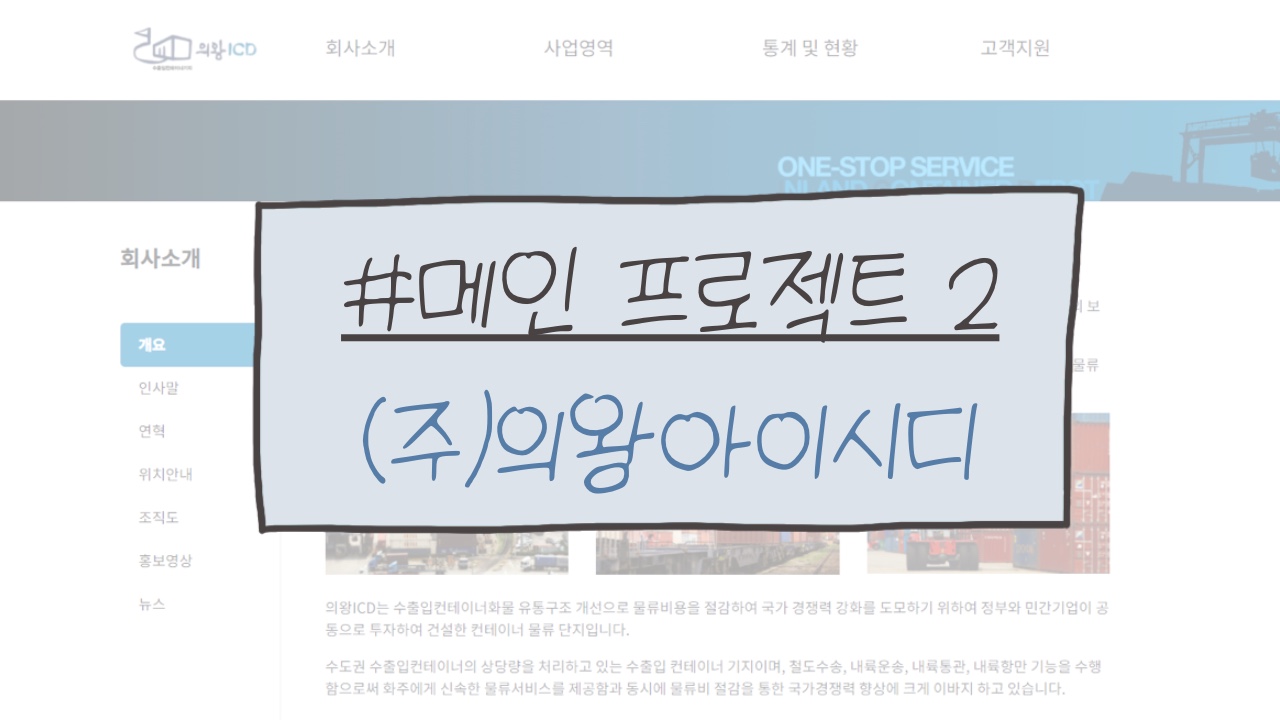 의왕ICD
수출입컨테이너기지
회사소개 사업영역 통계 및 현황 고객지원
ONE-STOP SERVICE
회사소개
#메인 프로젝트 2
(주)의왕아이시디
보
물류
개요
인사말
연혁
위치안내
조직도
홍보영상
뉴스
의왕ICD는 수출입컨테이너화물 유통구조 개선으로 물류비용을 절감하여 국가 경쟁력 강화를 도모하기 위하여 정부와 민간기업이 공
동으로 투자하여 건설한 컨테이너 물류 단지입니다.
수도권 수출입컨테이너의 상당량을 처리하고 있는 수출입 컨테이너 기지이며, 철도수송, 내륙운송, 내륙통관, 내륙항만 기능을 수행
함으로써 화주에게 신속한 물류서비스를 제공함과 동시에 물류비 절감을 통한 국가경쟁력 향상에 크게 이바지 하고 있습니다.